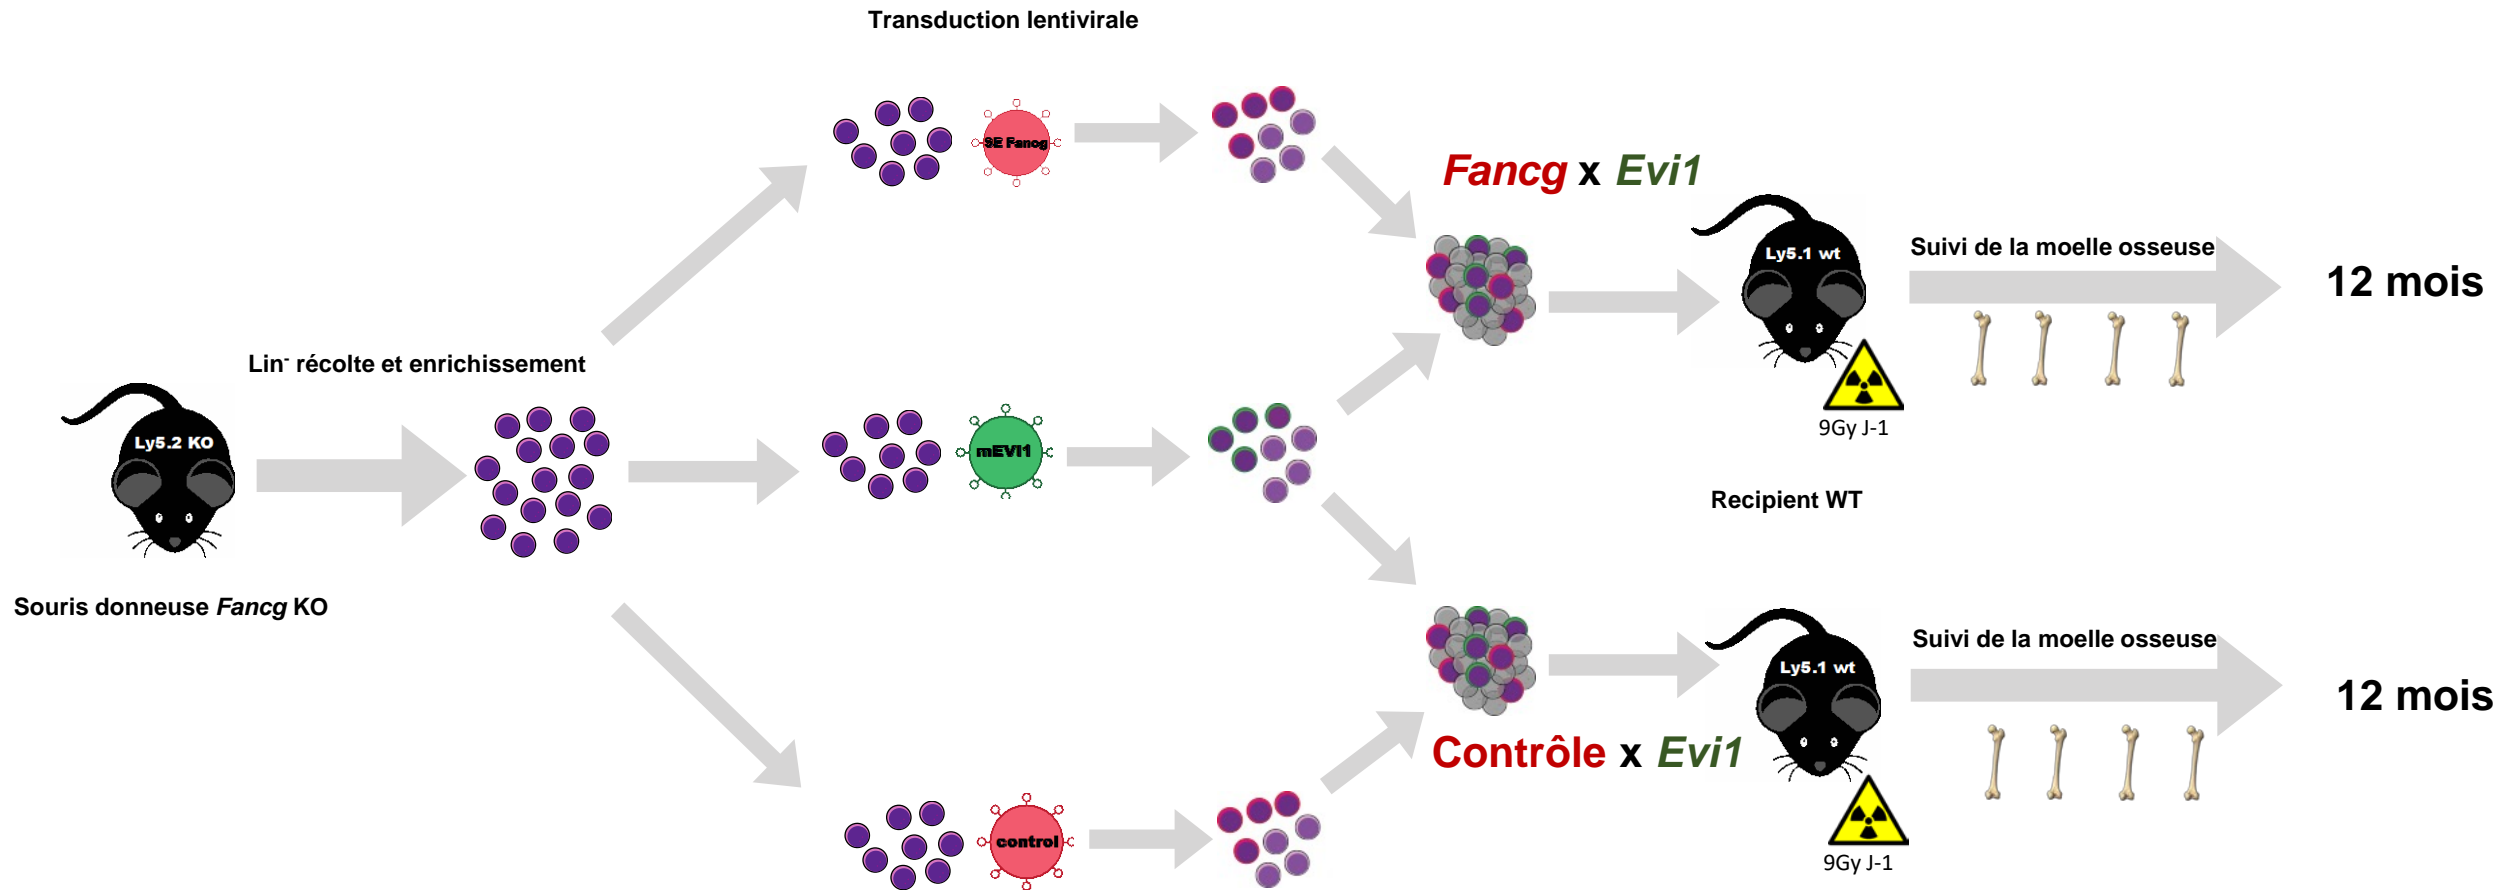 Transduction lentivirale
SE Fancg
Fancg x Evi1
Ly5.1 wt
Suivi de la moelle osseuse
12 mois
9Gy J-1
Lin- récolte et enrichissement
Ly5.2 KO
mEVI1
Recipient WT
Souris donneuse Fancg KO
Ly5.1 wt
Suivi de la moelle osseuse
12 mois
Contrôle x Evi1
control
9Gy J-1